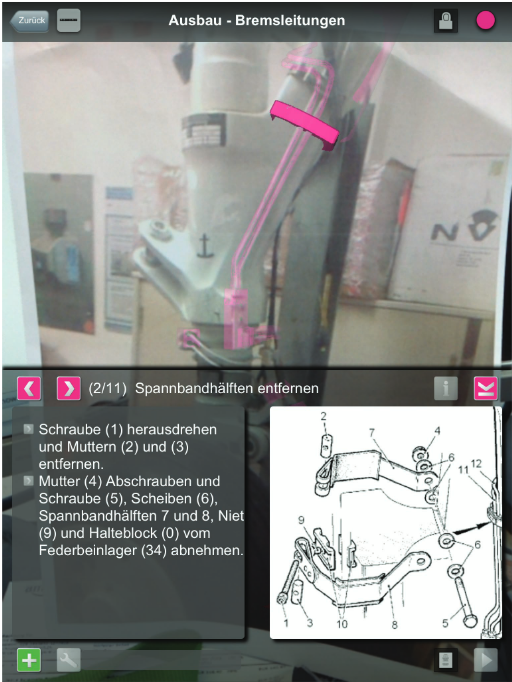 Zurück
Ausbau - Bremsleitungen
NV
(2/11) Spannbandhälften entfernen
Schraube (1) herausdrehen
und Muttern (2) und (3)
entfernen.
Mutter (4) Abschrauben und
Schraube (5), Scheiben (6),
Spannbandhälften 7 und 8, Niet
(9) und Halteblock (0) vom
Federbeinlager (34) abnehmen.
2
7
4
6
11
12
9
6
1
3
10
8
5